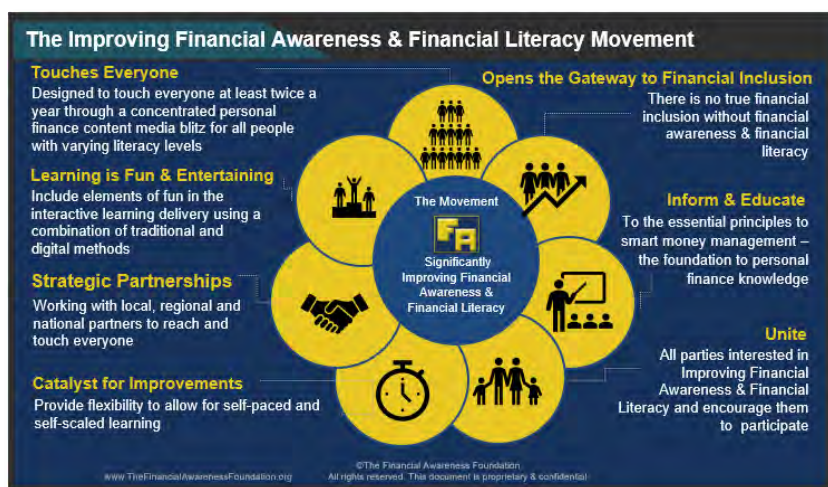 The Improving Financial Awareness & Financial Literacy Movement
Touches Everyone
Designed to touch everyone at least twice a
year through a concentrated personal
finance content media blitz for all people
with varying literacy levels
Learning is Fun & Entertaining
Include elements of fun in the
interactive learning delivery using a
combination of traditional and
digital methods
Strategic Partnerships
Working with local, regional and
national partners to reach and
touch everyone
Catalyst for Improvements
Provide flexibility to allow for self-paced and
self-scaled learning
The Movement
FA
Significantly
Improving Financial
Awareness &
Financial Literacy
Opens the Gateway to Financial Inclusion
There is no true financial
inclusion without financial
awareness & financial
literacy
Inform & Educate
To the essential principles to
smart money management –
the foundation to personal
finance knowledge
Unite
All parties interested in
Improving Financial
Awareness & Financial
Literacy and encourage them
to participate
www.TheFinancialAwarenessFoundation.org
©The Financial Awareness Foundation
All rights reserved. This document is proprietary & confidential